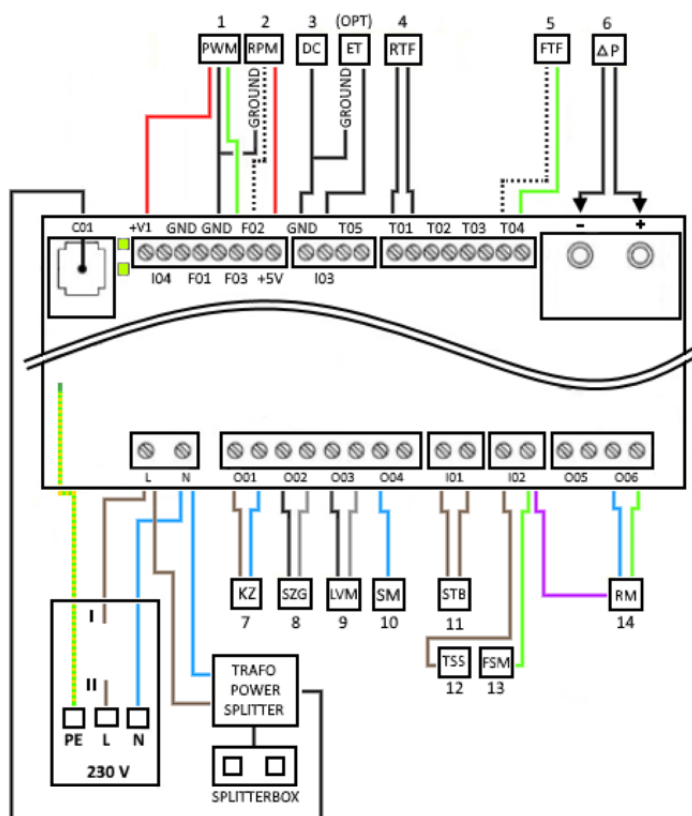 1 2 3 (OPT) 4 5 6
PWM RPM DC ET RTF FTF ΔP
GROUND GROUND
- +
C01 +V1 GND GND F02 GND T05 T01 T02 T03 T04
I04 F01 F03 +5V I03
L N O01 O02 O03 O04 I01 I02 O05 O06
KZ SZG LVM SM STB RM
7 8 9 10 11 14
I
TSS FSM
12 13
II
TRAFO
POWER
SPLITTER
PE L N
230 V
SPLITTERBOX